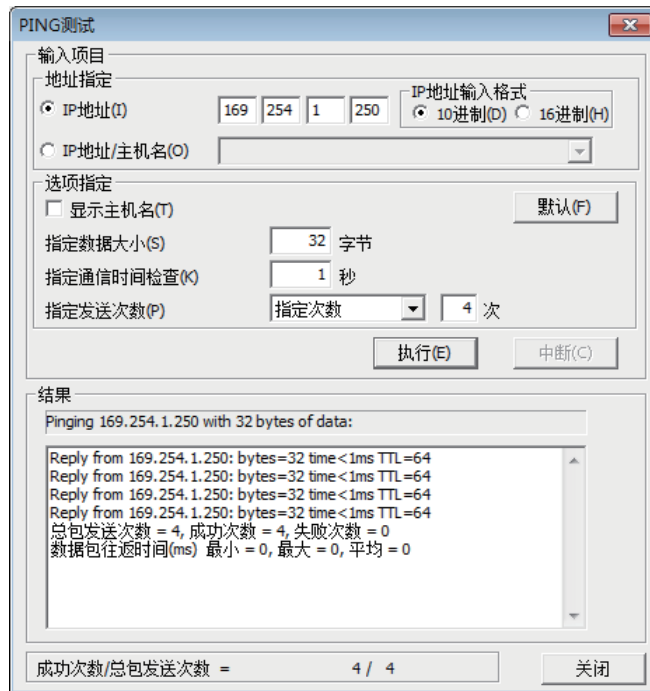 PING测试
输入项目
地址指定
IP地址(I) 169 254 1 250
IP地址输入格式
10进制(D) 16进制(H)
IP地址/主机名(O)
选项指定
显示主机名(T) 默认(F)
指定数据大小(S) 32 字节
指定通信时间检查(K) 1 秒
指定发送次数(P) 指定次数 4 次
执行(E) 中断(C)
结果
Pinging 169.254.1.250 with 32 bytes of data:
Reply from 169.254.1.250: bytes=32 time<1ms TTL=64
Reply from 169.254.1.250: bytes=32 time<1ms TTL=64
Reply from 169.254.1.250: bytes=32 time<1ms TTL=64
Reply from 169.254.1.250: bytes=32 time<1ms TTL=64
总包发送次数 = 4, 成功次数 = 4, 失败次数 = 0
数据包往返时间(ms) 最小 = 0, 最大 = 0, 平均 = 0
成功次数/总包发送次数 = 4 / 4 关闭